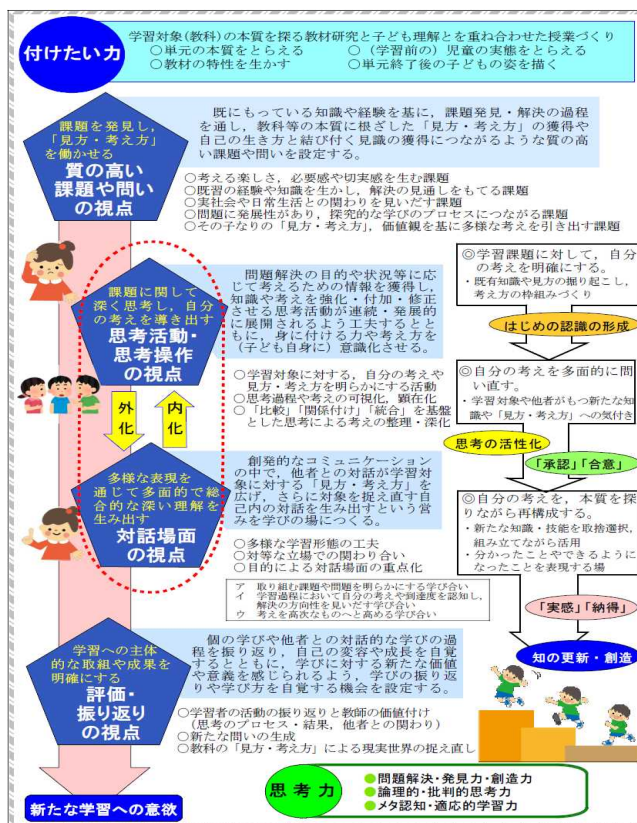 付けたい力
学習対象(教科)の本質を探る教材研究と子ども理解とを重ね合わせた授業づくり
○単元の本質をとらえる ○(学習前の)児童の実態をとらえる
○教材の特性を生かす ○単元終了後の子どもの姿を描く
課題を発見し,
「見方・考え方」
を働かせる
質の高い
課題や問い
の視点
既にもっている知識や経験を基に,課題発見・解決の過程
を通し,教科等の本質に根ざした「見方・考え方」の獲得や
自己の生き方と結び付く見識の獲得につながるような質の高
い課題や問いを設定する。
○考える楽しさ,必要感や切実感を生む課題
○既習の経験や知識を生かし,解決の見通しをもてる課題
○実社会や日常生活との関わりを見いだす課題
○問題に発展性があり,探究的な学びのプロセスにつながる課題
○その子なりの「見方・考え方」,価値観を基に多様な考えを引き出す課題
課題に関して
深く思考し,自分
の考えを導き出す
思考活動・
思考操作
の視点
問題解決の目的や状況等に応
じて考えるための情報を獲得し,
知識や考えを強化・付加・修正
させる思考活動が連続・発展的
に展開されるよう工夫するとと
もに,身に付ける力や考え方を
(子ども自身に)意識化させる。
○学習対象に対する,自分の考えや
見方・考え方を明らかにする活動
○思考過程や考えの可視化,顕在化
○「比較」「関係付け」「統合」を基盤
とした思考による考えの整理・深化
外化
内化
多様な表現を
通じて多面的で総
合的な深い理解を
生み出す
対話場面
の視点
創発的なコミュニケーション
の中で,他者との対話が学習対
象に対する「見方・考え方」を
広げ,さらに対象を捉え直す自
己内の対話を生み出すという営
みを学びの場につくる。
○多様な学習形態の工夫
○対等な立場での関わり合い
○目的による対話場面の重点化
ア 取り組む課題や問題を明らかにする学び合い
イ 学習過程において自分の考えや到達度を認知し,
解決の方向性を見いだす学び合い
ウ 考えを高次なものへと高める学び合い
学習への主体
的な取組や成果を
明確にする
評価・
振り返り
の視点
個の学びや他者との対話的な学びの過
程を振り返り,自己の変容や成長を自覚
するとともに,学びに対する新たな価値
や意義を感じられるよう,学びの振り返
りや学び方を自覚する機会を設定する。
○学習者の活動の振り返りと教師の価値付け
(思考のプロセス・結果,他者との関わり)
○新たな問いの生成
○教科の「見方・考え方」による現実世界の捉え直し
新たな学習への意欲
◎学習課題に対して,自分
の考えを明確にする。
・既有知識や見方の掘り起こし,
考え方の枠組みづくり
はじめの認識の形成
◎自分の考えを多面的に問
い直す。
・学習対象や他者がもつ新たな知
識や「見方・考え方」への気付き
思考の活性化
「承認」「合意」
◎自分の考えを,本質を探
りながら再構成する。
・新たな知識・技能を取捨選択,
組み立てながら活用
・分かったことやできるように
なったことを表現する場
「実感」「納得」
知の更新・創造
思考力
●問題解決・発見力・創造力
●論理的・批判的思考力
●メタ認知・適応的学習力